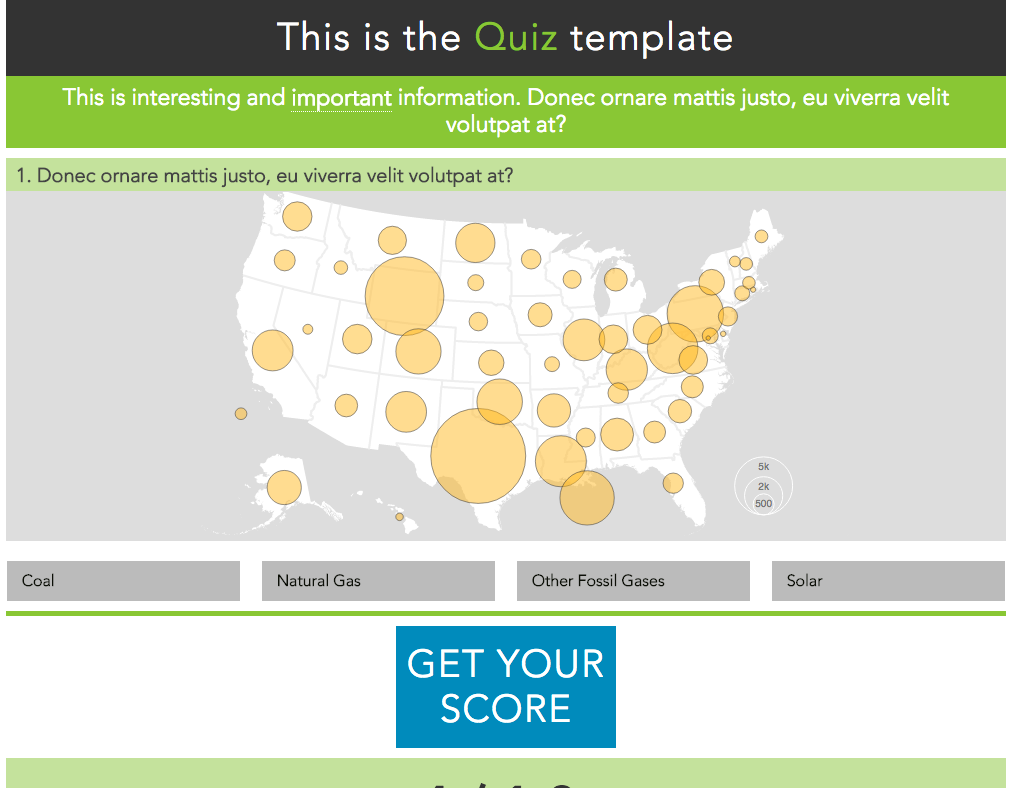 This is the Quiz template
This is interesting and important information. Donec ornare mattis justo, eu viverra velit
volutpat at?
1. Donec ornare mattis justo, eu viverra velit volutpat at?
5k
2k
500
Coal
Natural Gas
Other Fossil Gases
Solar
GET YOUR
SCORE